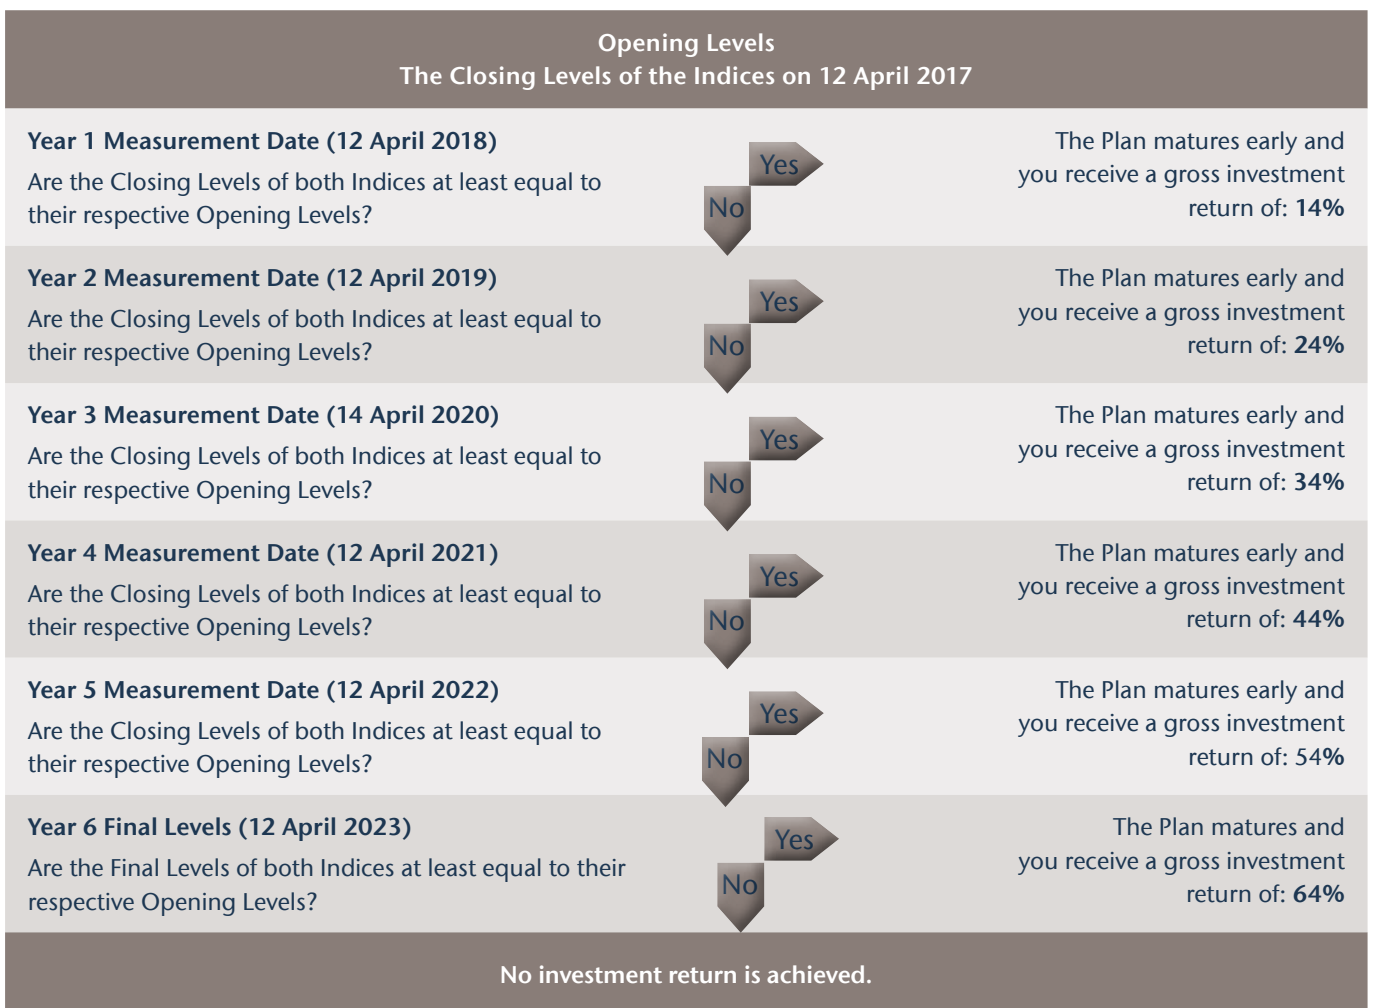 Opening Levels
The Closing Levels of the Indices on 12 April 2017
Year 1 Measurement Date (12 April 2018)
Are the Closing Levels of both Indices at least equal to
their respective Opening Levels?
Yes
No
The Plan matures early and
you receive a gross investment
return of: 14%
Year 2 Measurement Date (12 April 2019)
Are the Closing Levels of both Indices at least equal to
their respective Opening Levels?
Yes
No
The Plan matures early and
you receive a gross investment
return of: 24%
Year 3 Measurement Date (14 April 2020)
Are the Closing Levels of both Indices at least equal to
their respective Opening Levels?
Yes
No
The Plan matures early and
you receive a gross investment
return of: 34%
Year 4 Measurement Date (12 April 2021)
Are the Closing Levels of both Indices at least equal to
their respective Opening Levels?
Yes
No
The Plan matures early and
you receive a gross investment
return of: 44%
Year 5 Measurement Date (12 April 2022)
Are the Closing Levels of both Indices at least equal to
their respective Opening Levels?
Yes
No
The Plan matures early and
you receive a gross investment
return of: 54%
Year 6 Final Levels (12 April 2023)
Are the Final Levels of both Indices at least equal to their
respective Opening Levels?
Yes
No
The Plan matures and
you receive a gross investment
return of: 64%
No investment return is achieved.